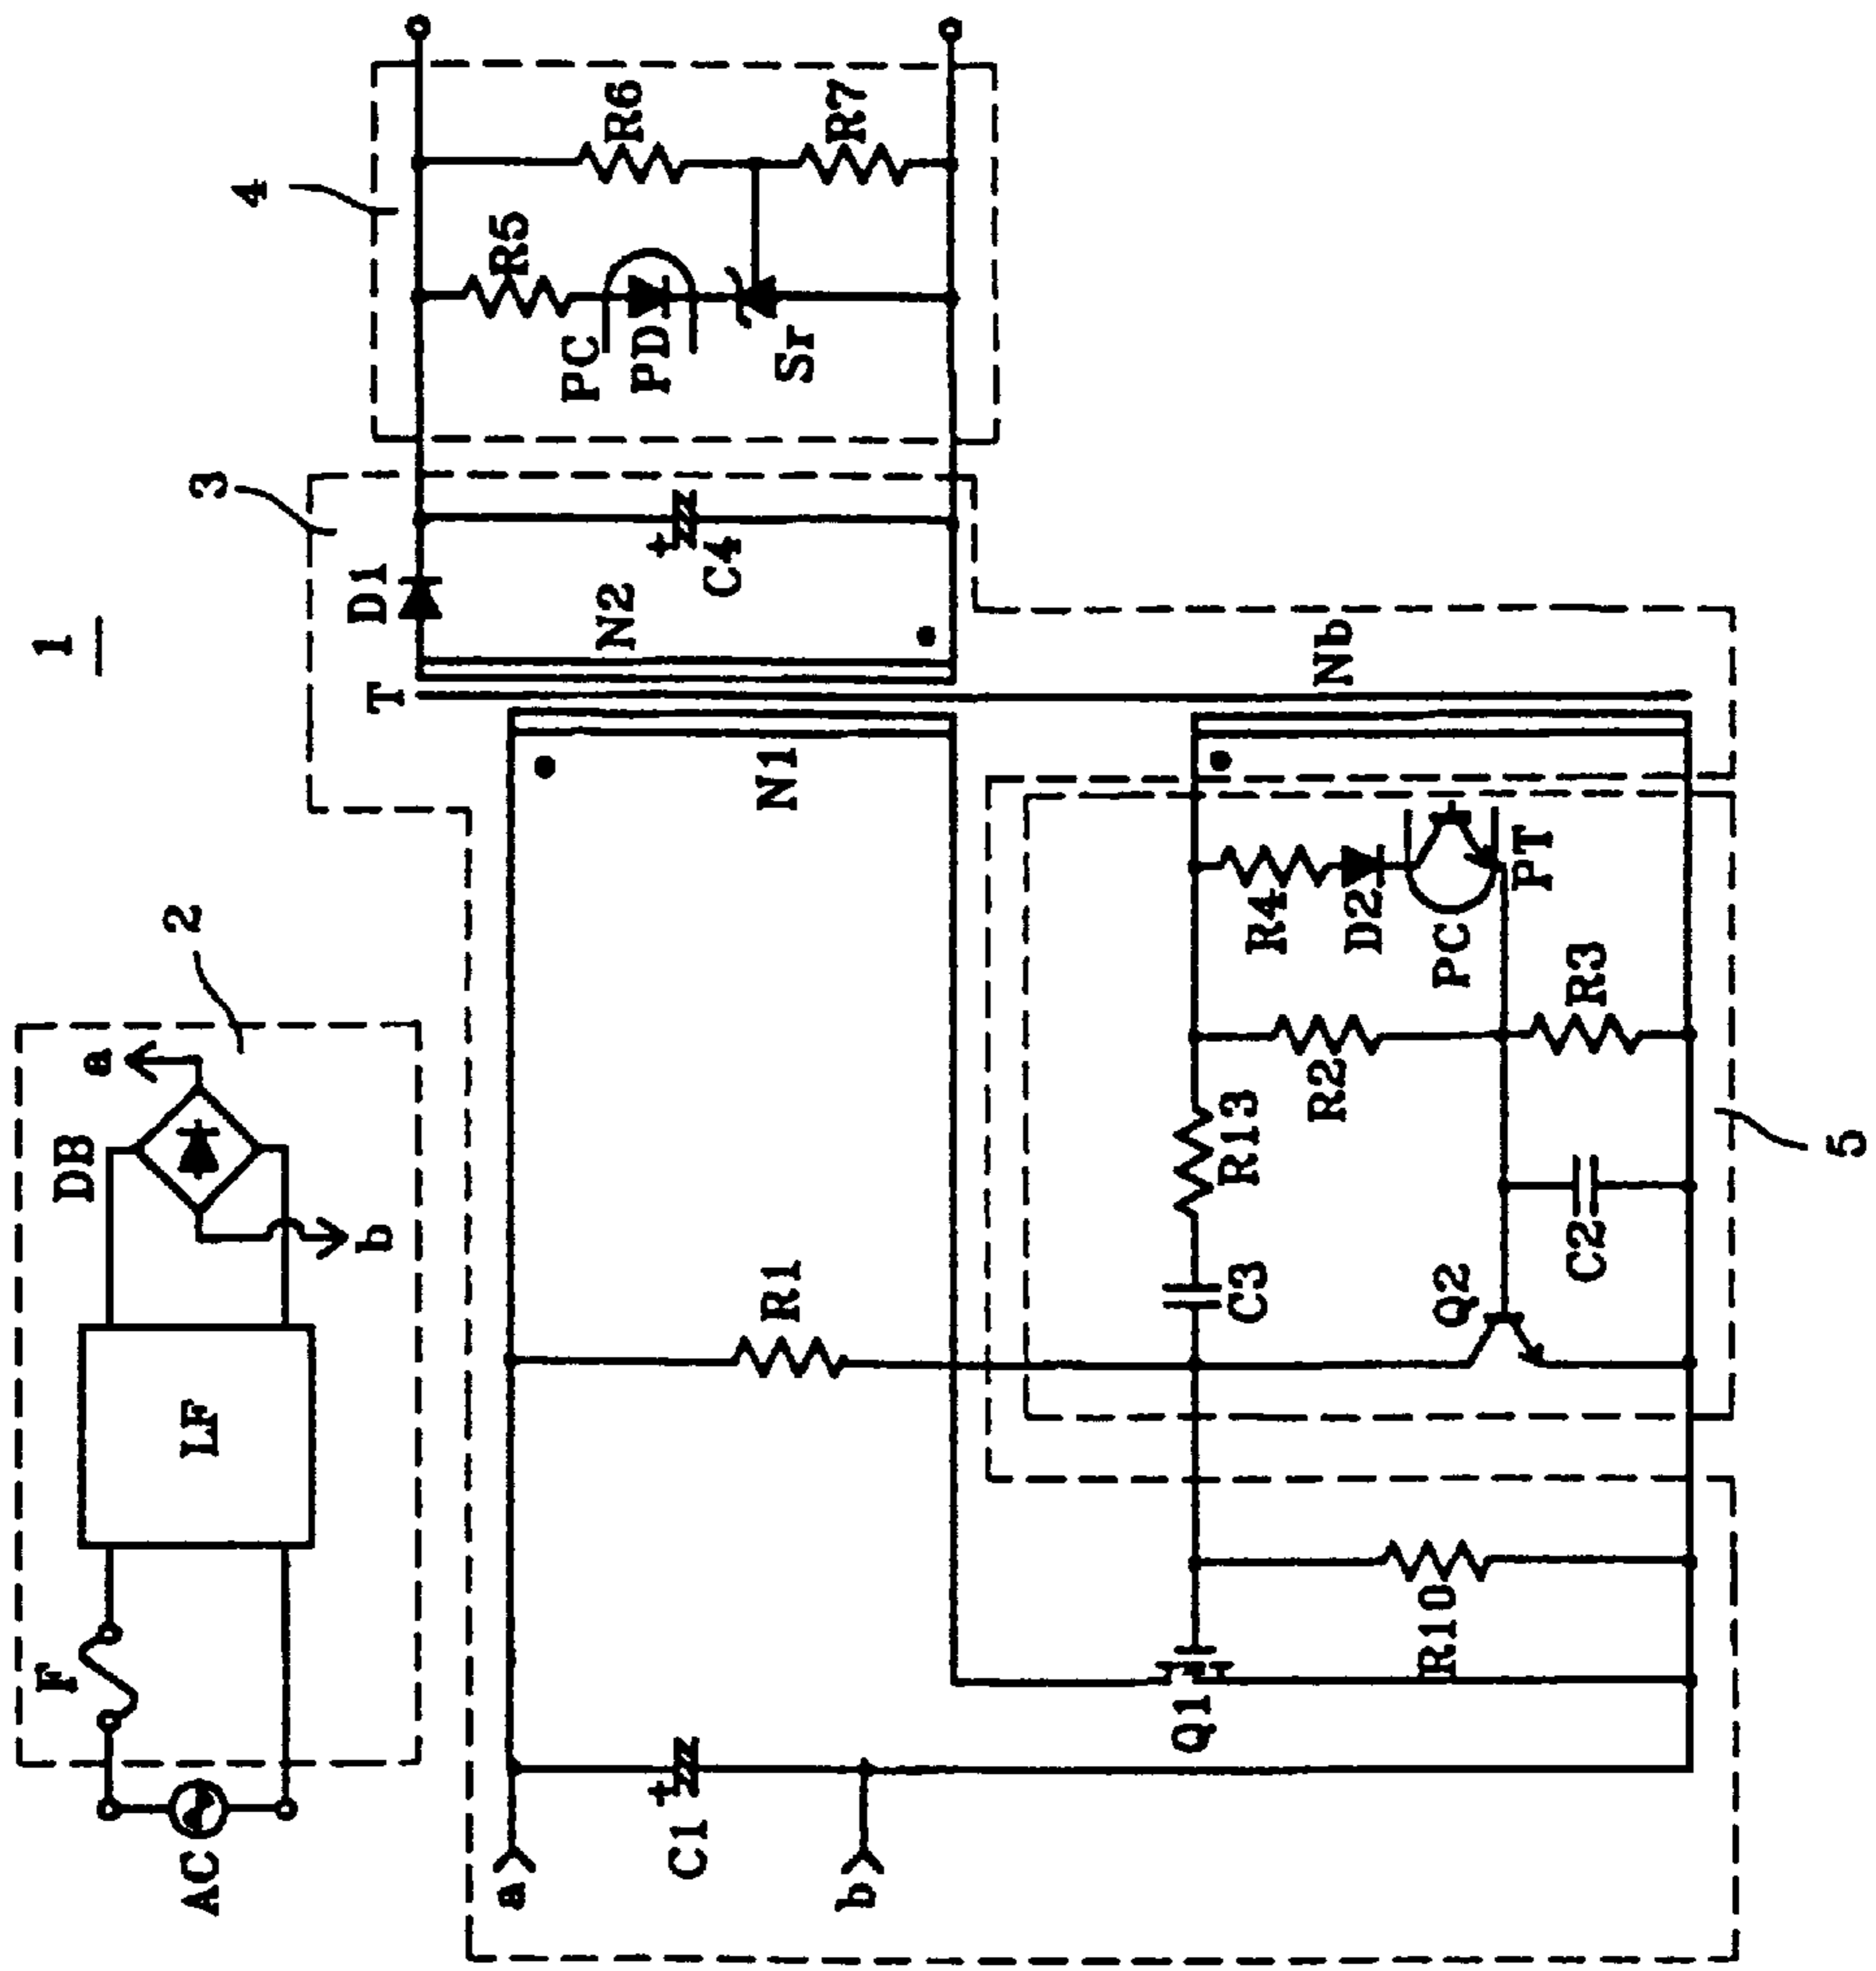 1
AC
F
LF
DB
a
b
2
3
4
a
C1
b
R1
N1
T
D1
N2
C4
R5
PC
PD
Sr
R6
R7
Q1
R10
C3
R13
Q2
C2
R2
R3
R4
D2
PC
PT
Nb
5